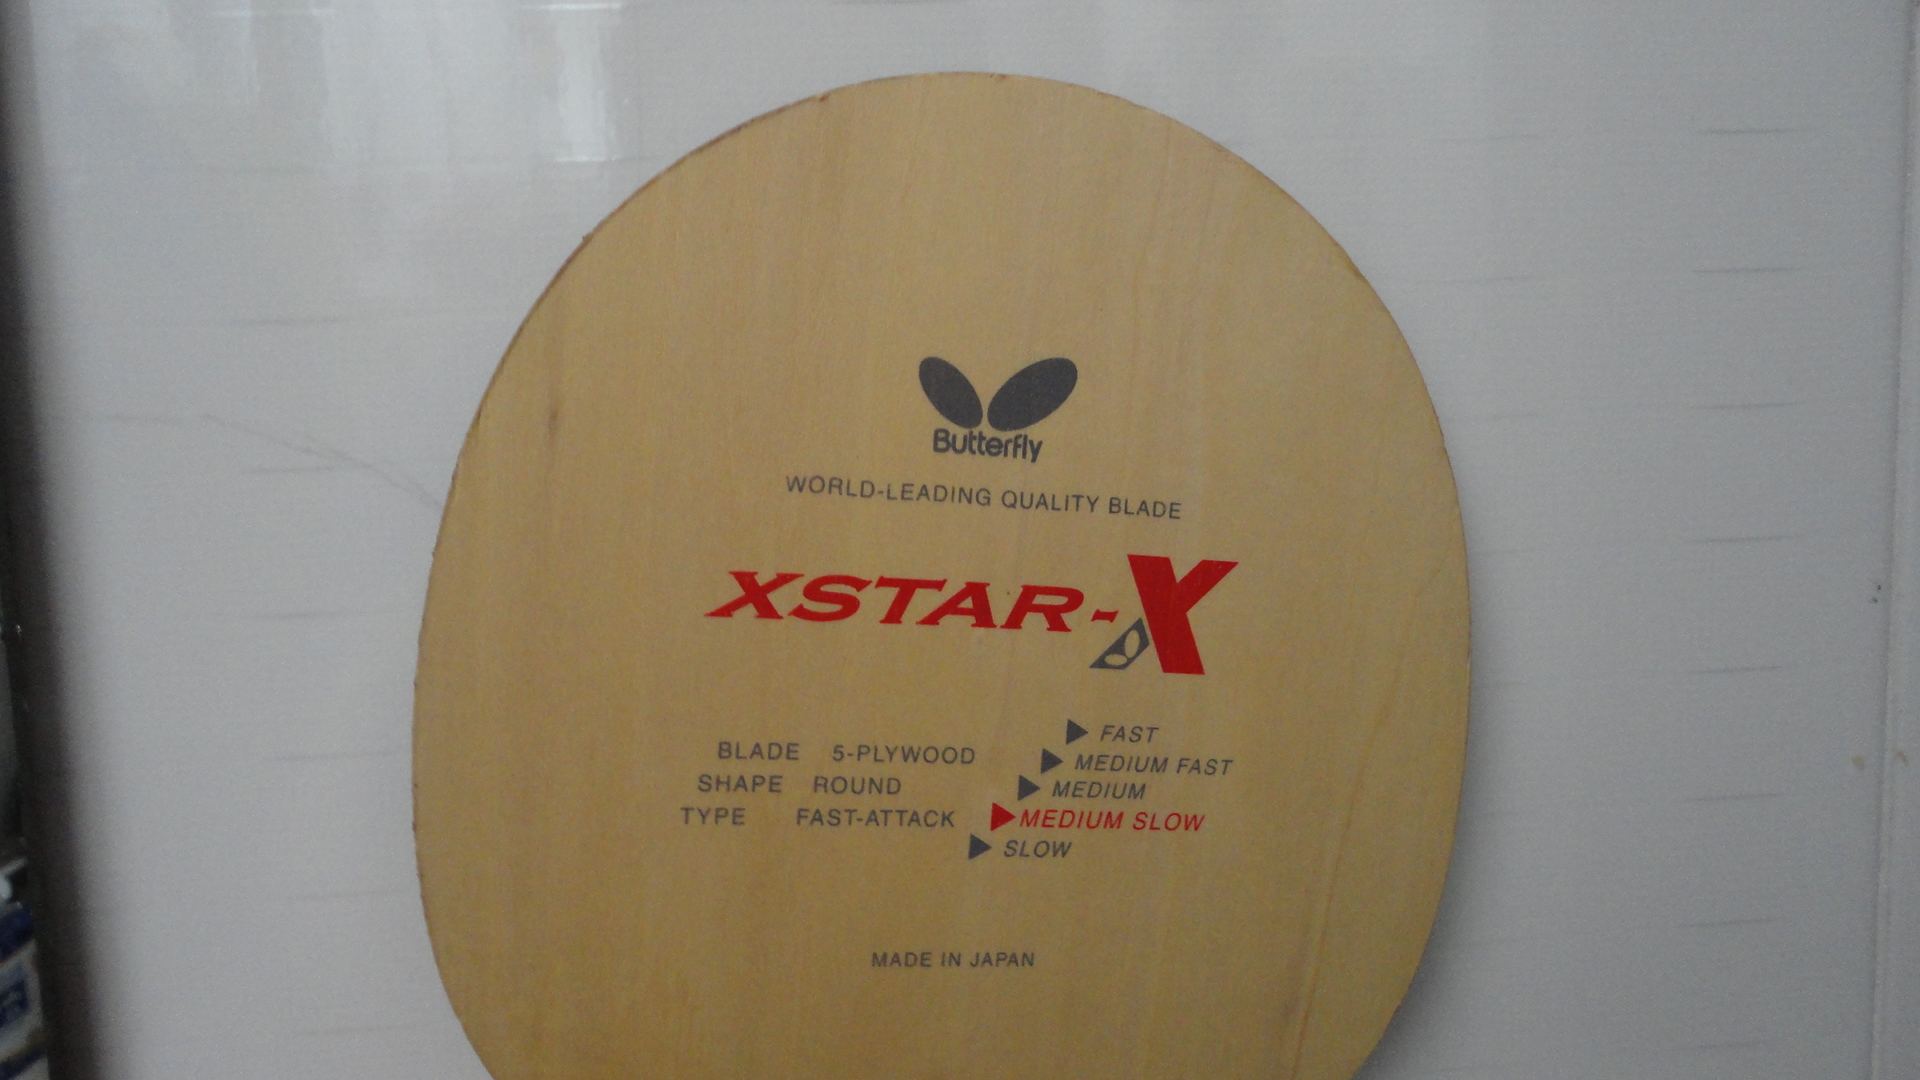 Butterfly
WORLD-LEADING QUALITY BLADE
XSTAR-X
BLADE 5-PLYWOOD
SHAPE ROUND
TYPE FAST-ATTACK
FAST
MEDIUM FAST
MEDIUM
MEDIUM SLOW
SLOW
MADE IN JAPAN